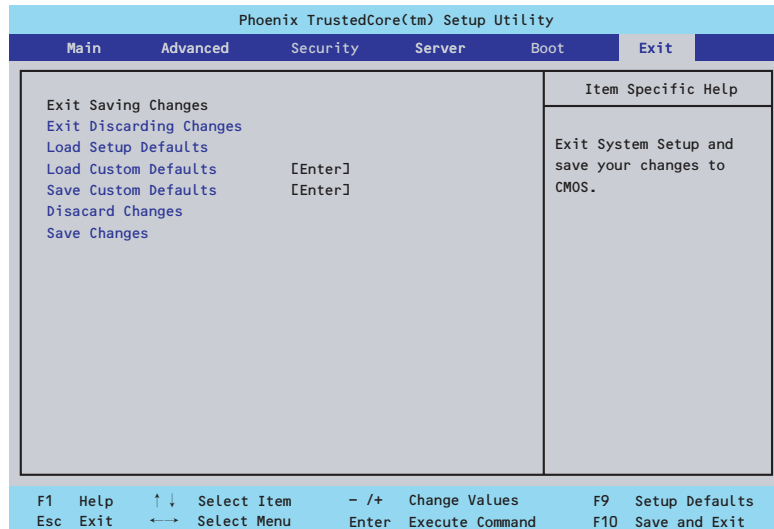 Phoenix TrustedCore(tm) Setup Utility
Main Advanced Security Server Boot Exit
Item Specific Help
Exit Saving Changes
Exit Discarding Changes
Load Setup Defaults
Load Custom Defaults [Enter]
Save Custom Defaults [Enter]
Disacard Changes
Save Changes
Exit System Setup and
save your changes to
CMOS.
F1 Help ↑↓ Select Item - /+ Change Values F9 Setup Defaults
Esc Exit ←→ Select Menu Enter Execute Command F10 Save and Exit